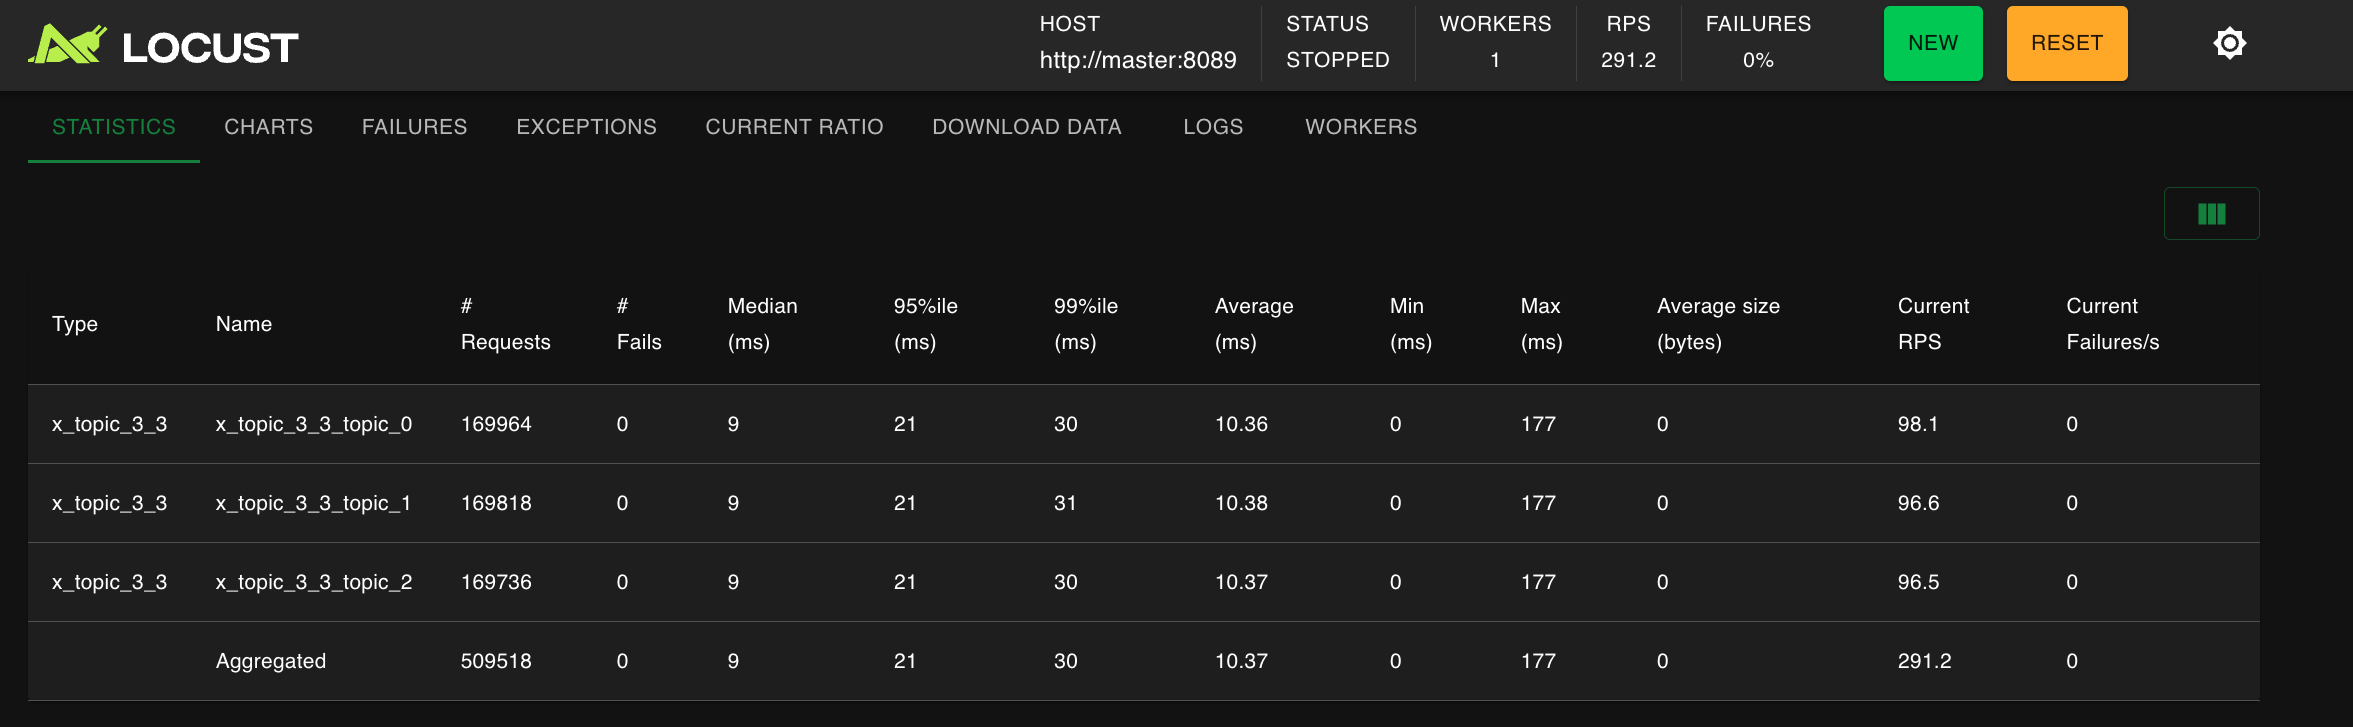 LOCUST
HOST
http://master:8089
STATUS
STOPPED
WORKERS
1
RPS
291.2
FAILURES
0%
NEW
RESET
STATISTICS CHARTS FAILURES EXCEPTIONS CURRENT RATIO DOWNLOAD DATA LOGS WORKERS
Type Name # Requests # Fails Median (ms) 95%ile (ms) 99%ile (ms) Average (ms) Min (ms) Max (ms) Average size (bytes) Current RPS Current Failures/s
x_topic_3_3 x_topic_3_3_topic_0 169964 0 9 21 30 10.36 0 177 0 98.1 0
x_topic_3_3 x_topic_3_3_topic_1 169818 0 9 21 31 10.38 0 177 0 96.6 0
x_topic_3_3 x_topic_3_3_topic_2 169736 0 9 21 30 10.37 0 177 0 96.5 0
Aggregated 509518 0 9 21 30 10.37 0 177 0 291.2 0